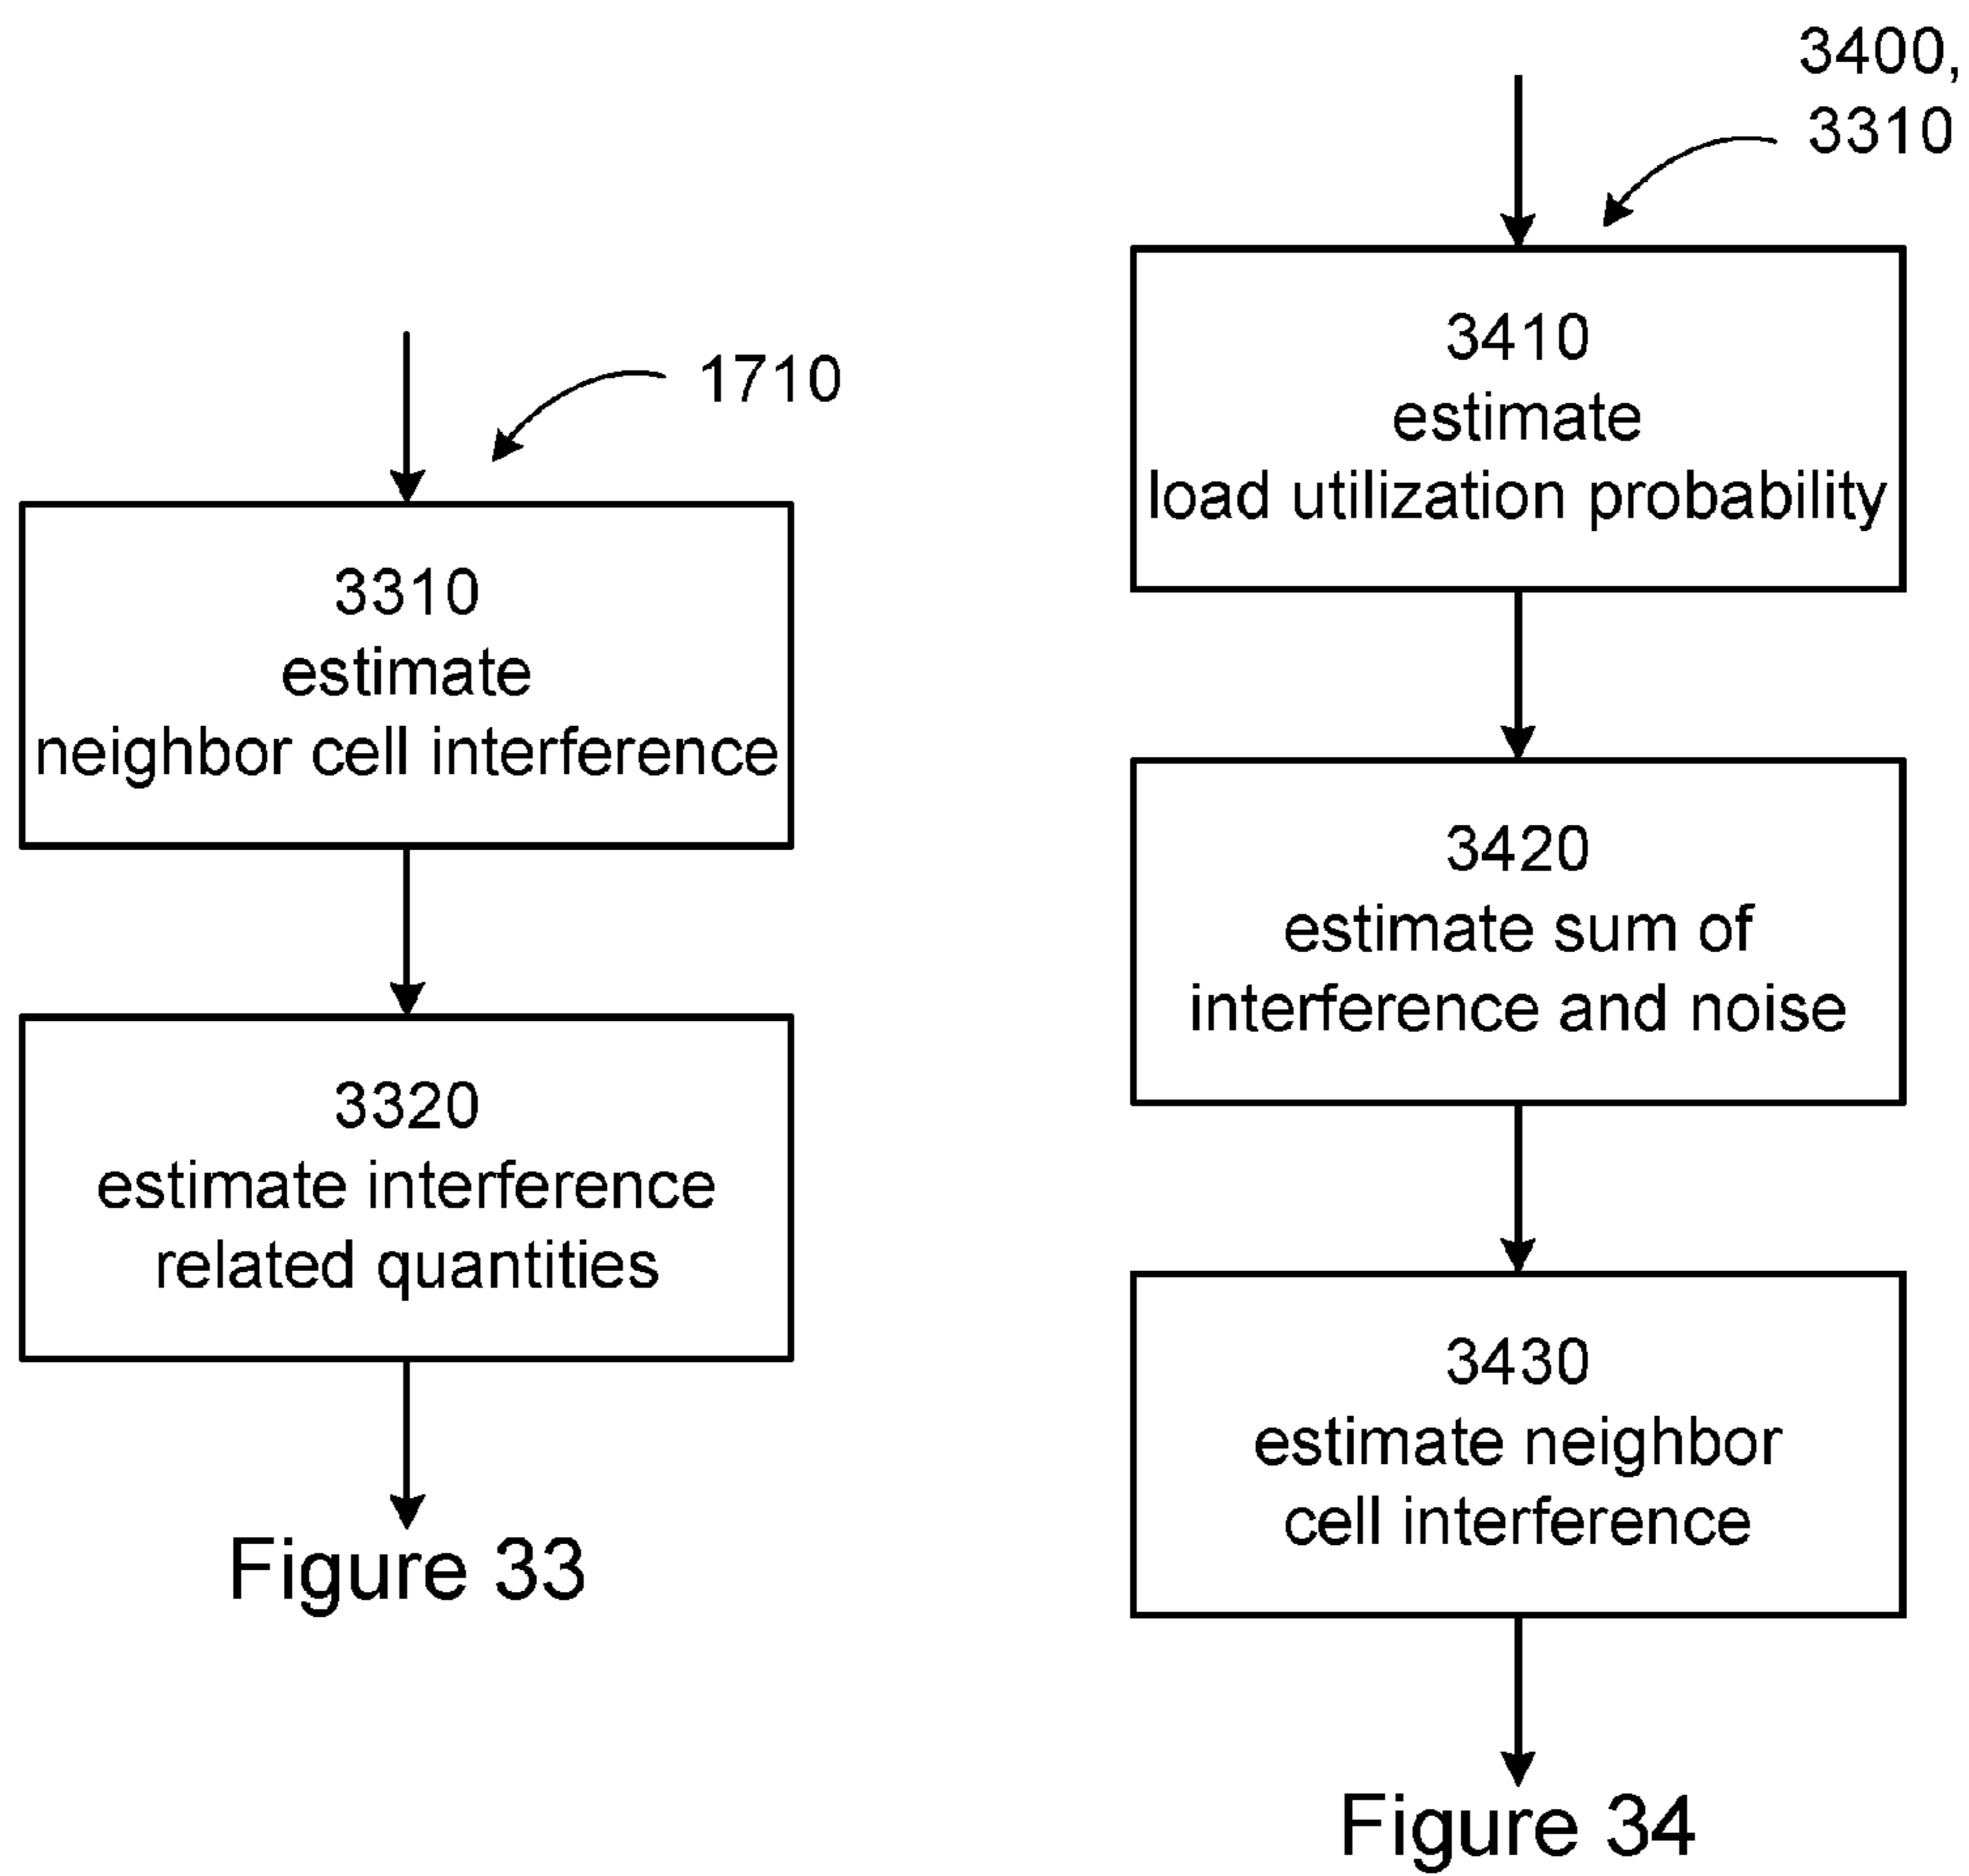 1710
3310
estimate
neighbor cell interference
3320
estimate interference
related quantities
Figure 33
3400,
3310
3410
estimate
load utilization probability
3420
estimate sum of
interference and noise
3430
estimate neighbor
cell interference
Figure 34